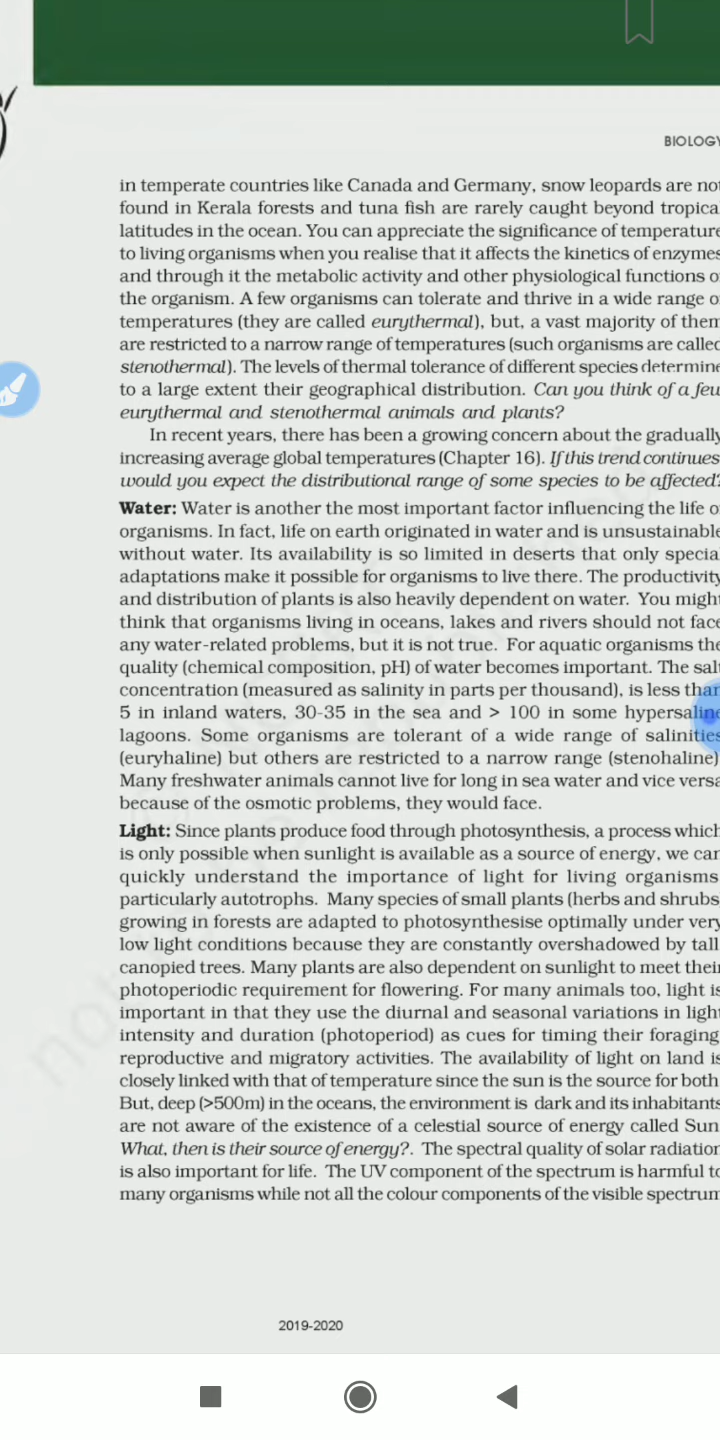 BIOLOGY
in temperate countries like Canada and Germany, snow leopards are not
found in Kerala forests and tuna fish are rarely caught beyond tropica
latitudes in the ocean. You can appreciate the significance of temperature
to living organisms when you realise that it affects the kinetics of enzymes
and through it the metabolic activity and other physiological functions o
the organism. A few organisms can tolerate and thrive in a wide range o
temperatures (they are called eurythermal), but, a vast majority of them
are restricted to a narrow range of temperatures (such organisms are called
stenothermal). The levels of thermal tolerance of different species determine
to a large extent their geographical distribution. Can you think of a few
eurythermal and stenothermal animals and plants?
In recent years, there has been a growing concern about the gradually
increasing average global temperatures (Chapter 16). If this trend continues
would you expect the distributional range of some species to be affected?
Water: Water is another the most important factor influencing the life o
organisms. In fact, life on earth originated in water and is unsustainable
without water. Its availability is so limited in deserts that only specia
adaptations make it possible for organisms to live there. The productivity
and distribution of plants is also heavily dependent on water. You might
think that organisms living in oceans, lakes and rivers should not face
any water-related problems, but it is not true. For aquatic organisms the
quality (chemical composition, pH) of water becomes important. The salt
concentration (measured as salinity in parts per thousand), is less than
5 in inland waters, 30-35 in the sea and > 100 in some hypersaline
lagoons. Some organisms are tolerant of a wide range of salinities
(euryhaline) but others are restricted to a narrow range (stenohaline)
Many freshwater animals cannot live for long in sea water and vice versa
because of the osmotic problems, they would face.
Light: Since plants produce food through photosynthesis, a process which
is only possible when sunlight is available as a source of energy, we can
quickly understand the importance of light for living organisms
particularly autotrophs. Many species of small plants (herbs and shrubs
growing in forests are adapted to photosynthesise optimally under very
low light conditions because they are constantly overshadowed by tall
canopied trees. Many plants are also dependent on sunlight to meet their
photoperiodic requirement for flowering. For many animals too, light is
important in that they use the diurnal and seasonal variations in light
intensity and duration (photoperiod) as cues for timing their foraging
reproductive and migratory activities. The availability of light on land is
closely linked with that of temperature since the sun is the source for both
But, deep (>500m) in the oceans, the environment is dark and its inhabitants
are not aware of the existence of a celestial source of energy called Sun
What, then is their source of energy?. The spectral quality of solar radiation
is also important for life. The UV component of the spectrum is harmful to
many organisms while not all the colour components of the visible spectrum
2019-2020